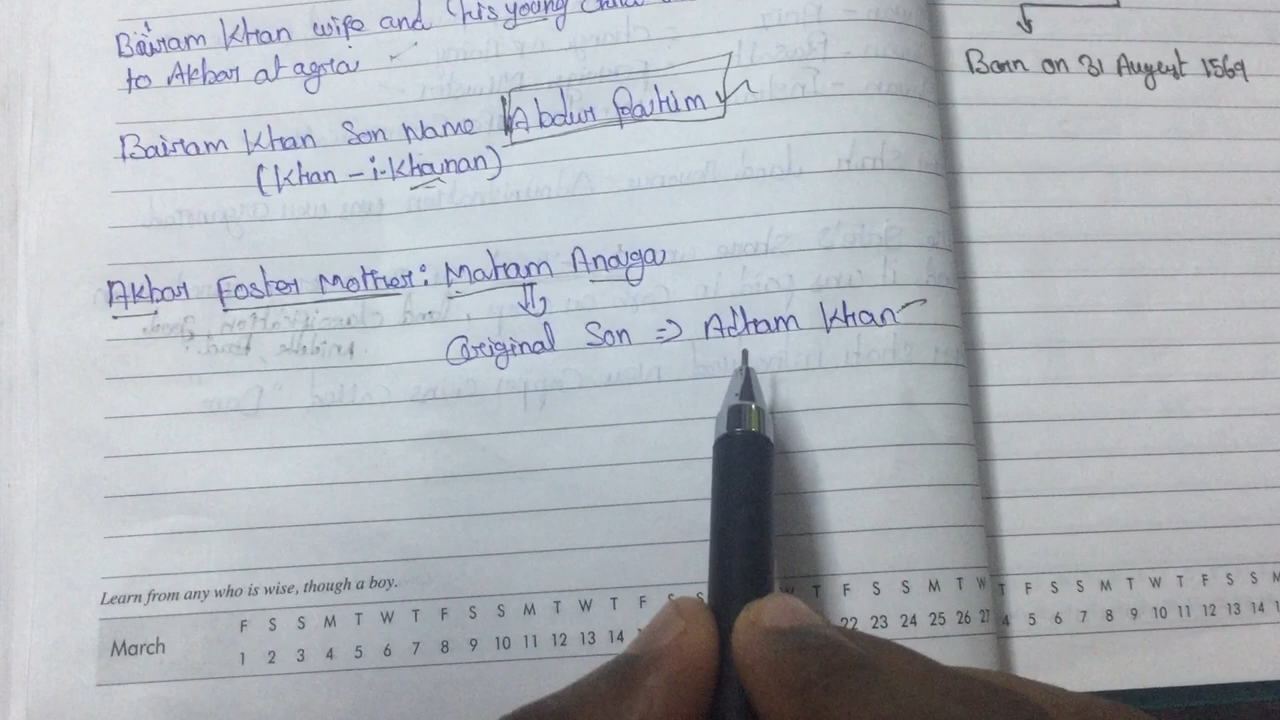 Bairam Khan wife and his young child
to Akbar at agra
Bairam Khan Son Name Abdur Rahim
(Khan-i-Khanan)
Akbar Foster Mother: Maham Anaga
Original Son => Adham Khan
Learn from any who is wise, though a boy.
F S S M T W T F S S M T W T F S S W T F S S M T W
March 1 2 3 4 5 6 7 8 9 10 11 12 13 14 22 23 24 25 26 27
Born on 31 August 1569
T F S S M T W T F S S M
4 5 6 7 8 9 10 11 12 13 14